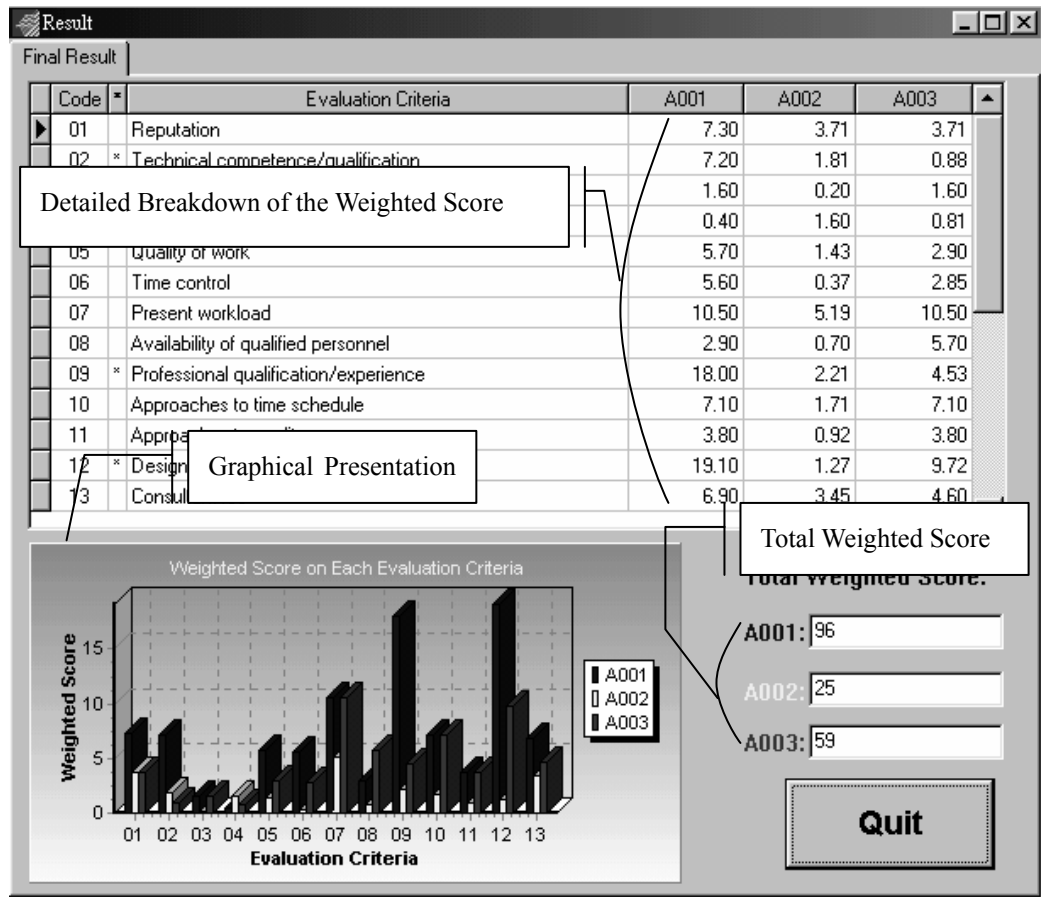 Result
Final Result
Code * Evaluation Criteria A001 A002 A003
01 Reputation 7.30 3.71 3.71
02 * Technical competence/qualification 7.20 1.81 0.88
Detailed Breakdown of the Weighted Score
1.60 0.20 1.60
0.40 1.60 0.81
05 Quality of work 5.70 1.43 2.90
06 Time control 5.60 0.37 2.85
07 Present workload 10.50 5.19 10.50
08 Availability of qualified personnel 2.90 0.70 5.70
09 * Professional qualification/experience 18.00 2.21 4.53
10 Approaches to time schedule 7.10 1.71 7.10
11 3.80 0.92 3.80
12 * Design 19.10 1.27 9.72
13 6.90 3.45 4.60
Graphical Presentation
Total Weighted Score
Total Weighted Score:
A001: 96
A002: 25
A003: 59
Quit
Weighted Score on Each Evaluation Criteria
Weighted Score
15
10
5
0
01 02 03 04 05 06 07 08 09 10 11 12 13
Evaluation Criteria
A001
A002
A003